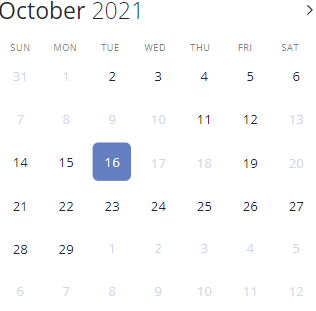 October 2021
SUN MON TUE WED THU FRI SAT
31 1 2 3 4 5 6
7 8 9 10 11 12 13
14 15 16 17 18 19 20
21 22 23 24 25 26 27
28 29 1 2 3 4 5
6 7 8 9 10 11 12